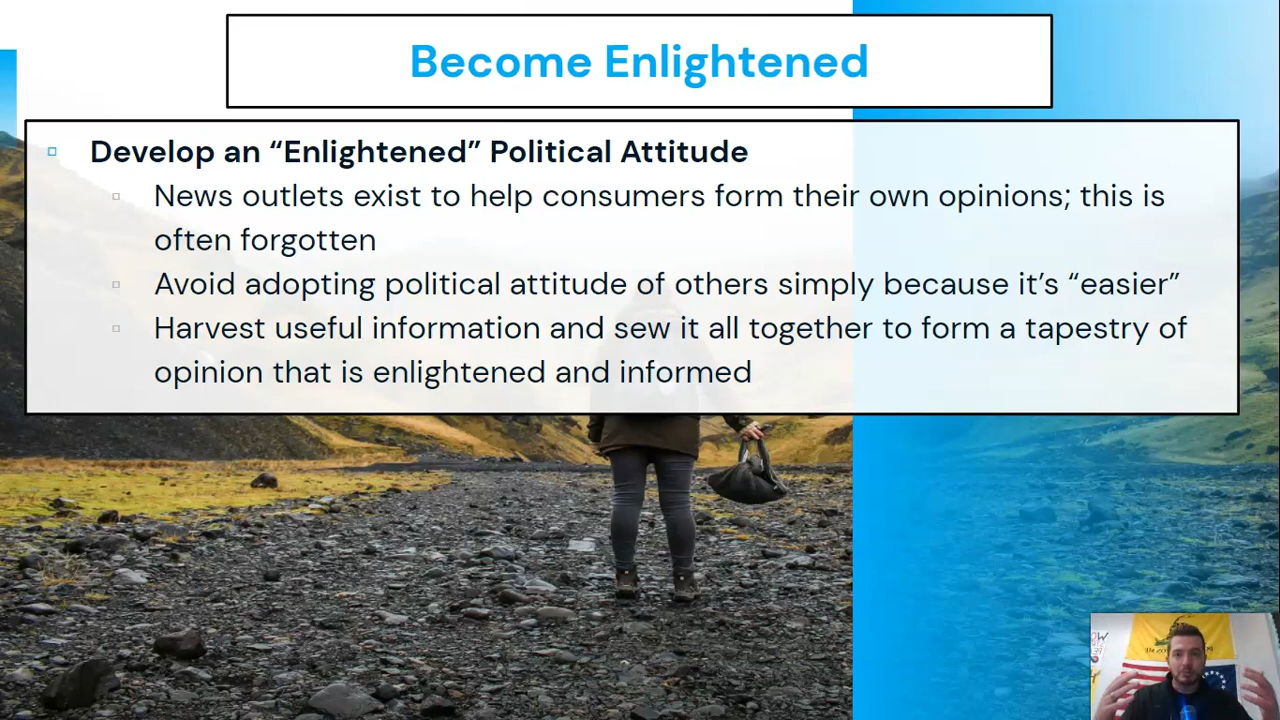 Become Enlightened
Develop an “Enlightened” Political Attitude
News outlets exist to help consumers form their own opinions; this is
often forgotten
Avoid adopting political attitude of others simply because it’s “easier”
Harvest useful information and sew it all together to form a tapestry of
opinion that is enlightened and informed